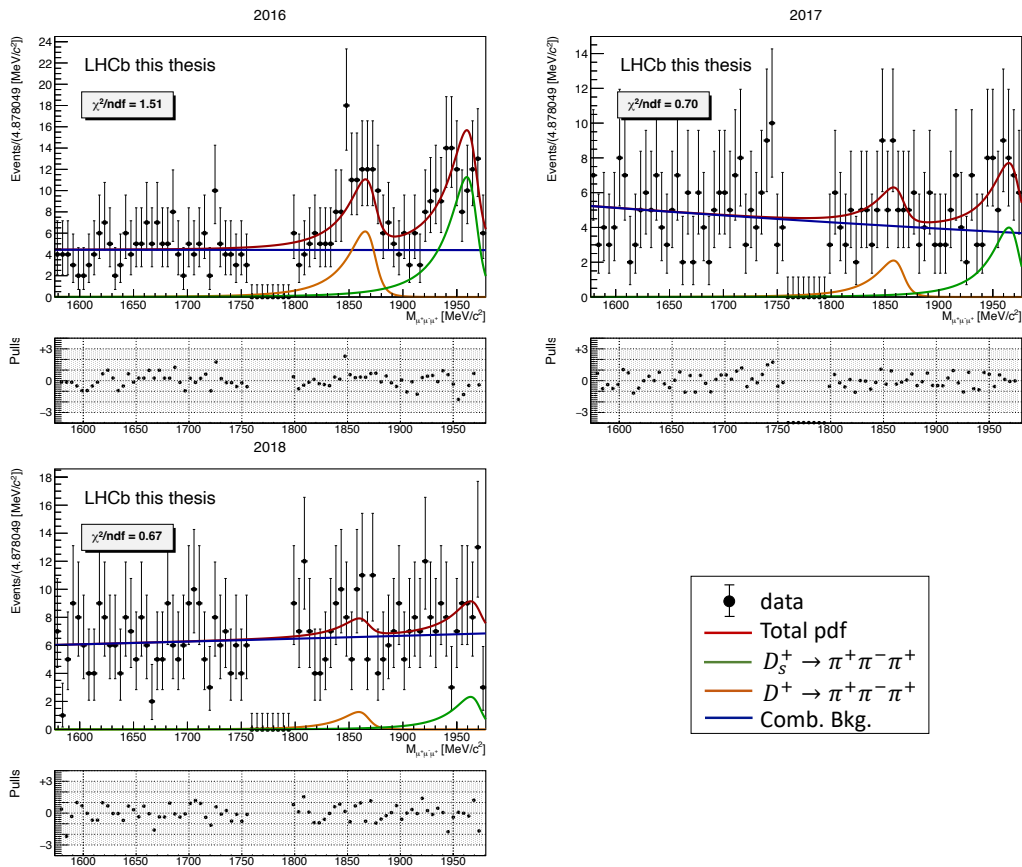 2016
24
22
20
18
16
14
12
10
8
6
4
2
0
Events/(4.878049 [MeV/c²])
LHCb this thesis
χ²/ndf = 1.51
1600 1650 1700 1750 1800 1850 1900 1950
M_{μ⁺μ⁻μ⁺} [MeV/c²]
Pulls
+3
0
−3
1600 1650 1700 1750 1800 1850 1900 1950
2017
14
12
10
8
6
4
2
0
Events/(4.878049 [MeV/c²])
LHCb this thesis
χ²/ndf = 0.70
1600 1650 1700 1750 1800 1850 1900 1950
M_{μ⁺μ⁻μ⁺} [MeV/c²]
Pulls
+3
0
−3
1600 1650 1700 1750 1800 1850 1900 1950
2018
18
16
14
12
10
8
6
4
2
0
Events/(4.878049 [MeV/c²])
LHCb this thesis
χ²/ndf = 0.67
1600 1650 1700 1750 1800 1850 1900 1950
M_{μ⁺μ⁻μ⁺} [MeV/c²]
Pulls
+3
0
−3
1600 1650 1700 1750 1800 1850 1900 1950
data
Total pdf
D_s⁺ → π⁺π⁻π⁺
D⁺ → π⁺π⁻π⁺
Comb. Bkg.